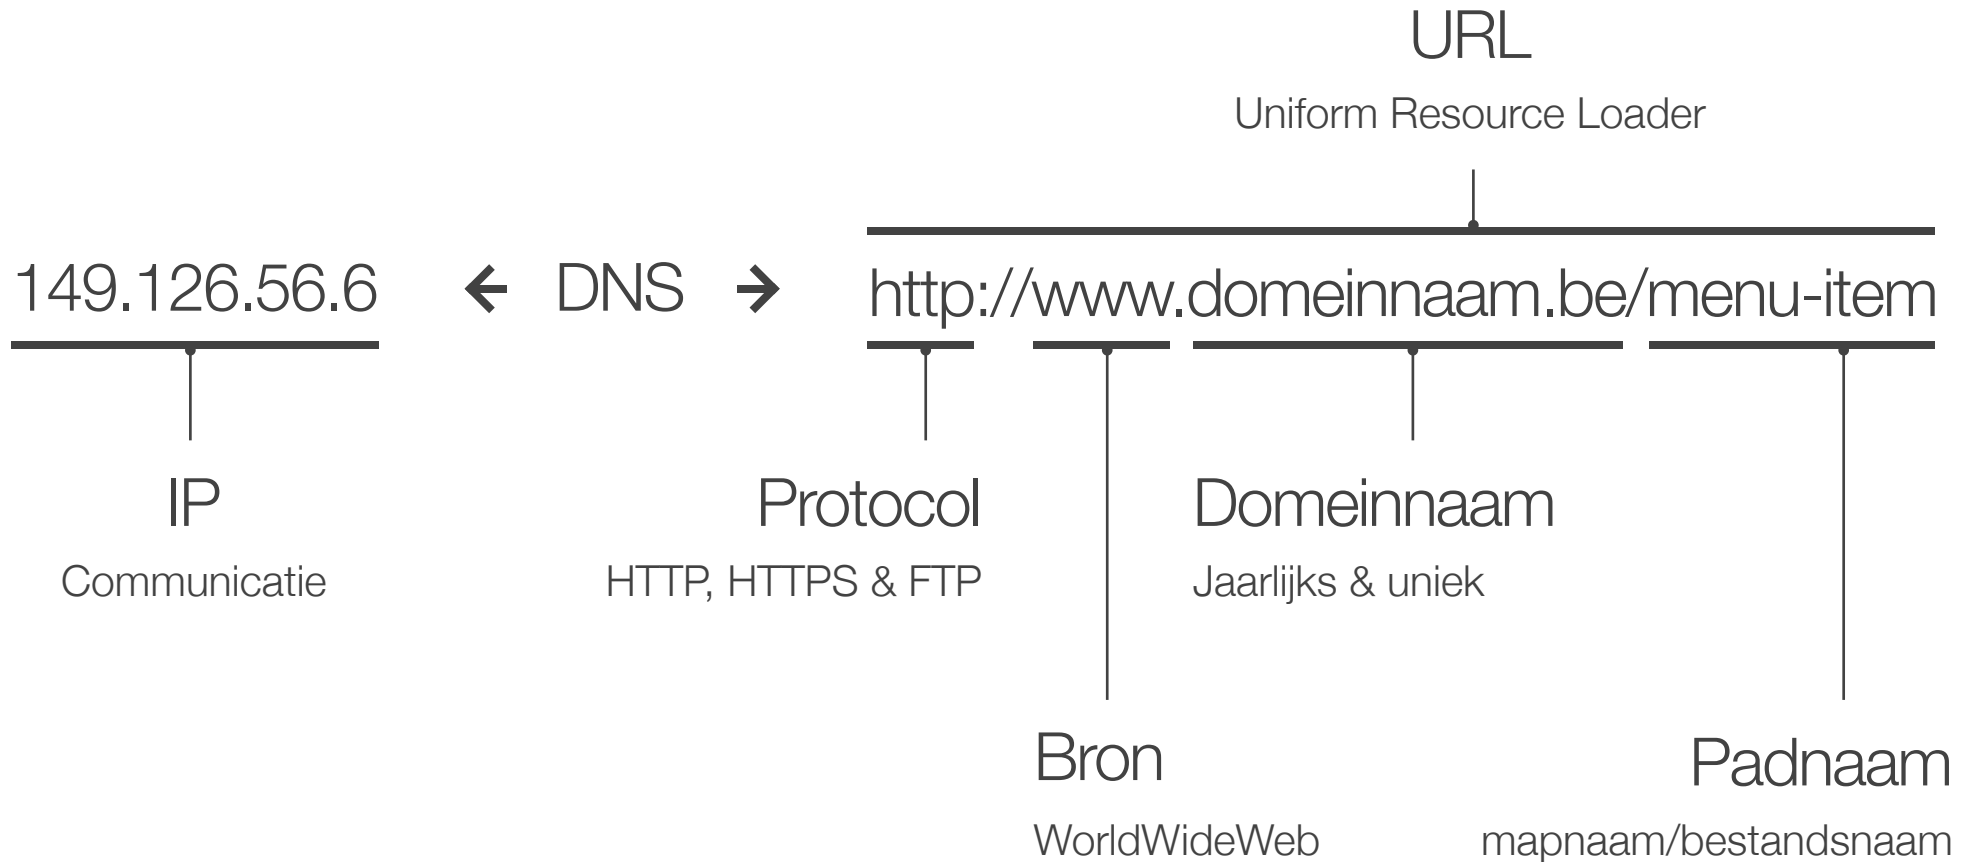 URL
Uniform Resource Loader
149.126.56.6 ← DNS → http://www.domeinnaam.be/menu-item
IP
Communicatie
Protocol
HTTP, HTTPS & FTP
Domeinnaam
Jaarlijks & uniek
Bron
WorldWideWeb
Padnaam
mapnaam/bestandsnaam